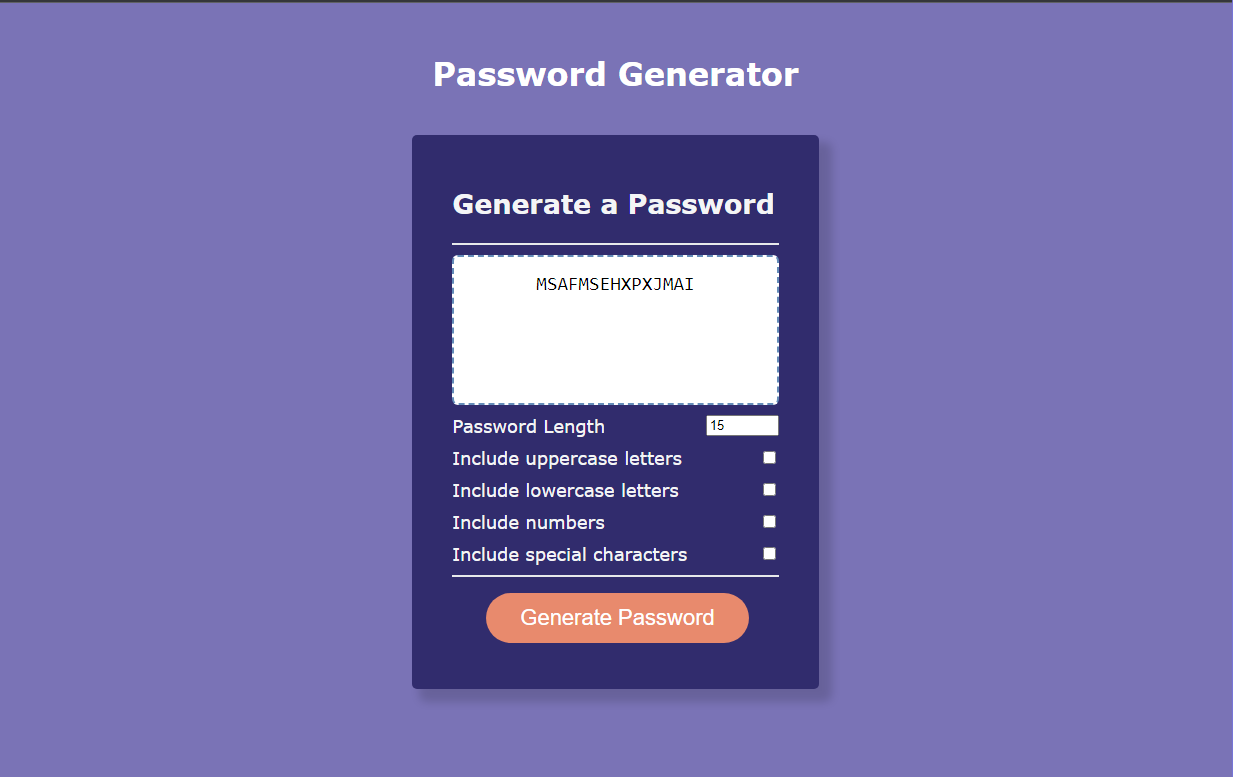 Password Generator
Generate a Password
MSAFMSEHXPXJMAI
Password Length 15
Include uppercase letters
Include lowercase letters
Include numbers
Include special characters
Generate Password